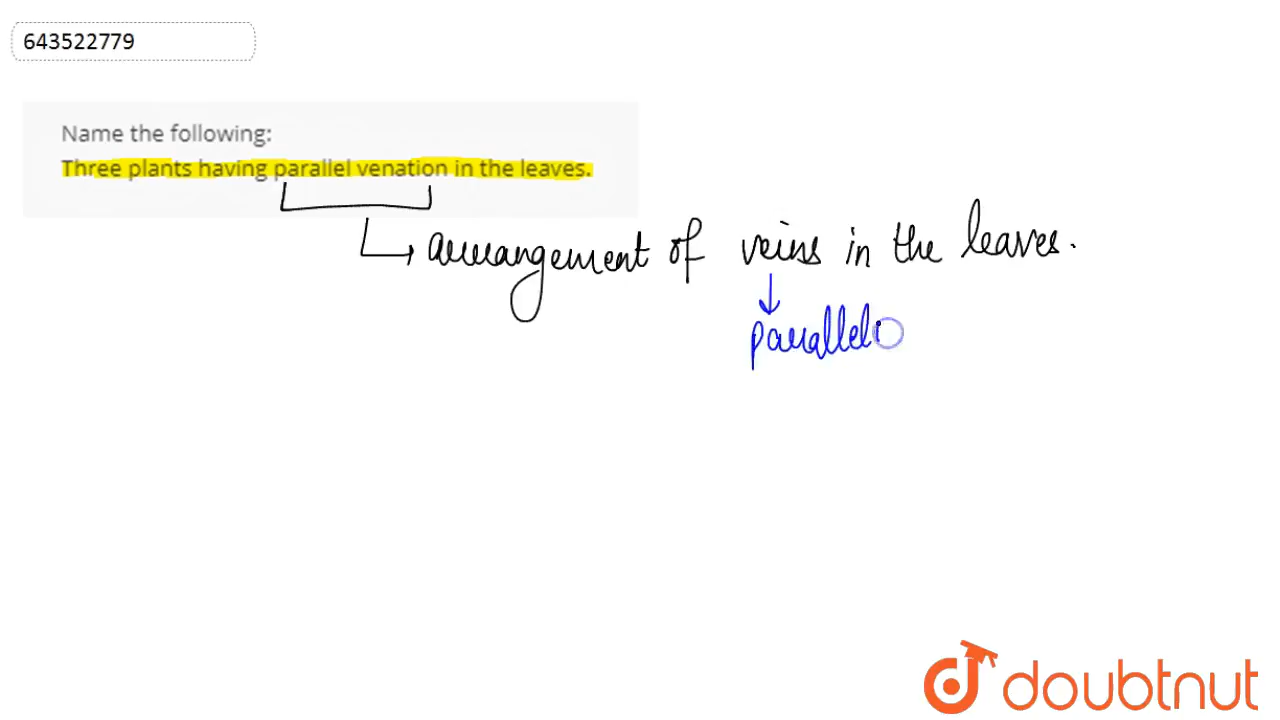 643522779
Name the following:
Three plants having parallel venation in the leaves.
arrangement of veins in the leaves.
parallel
doubtnut